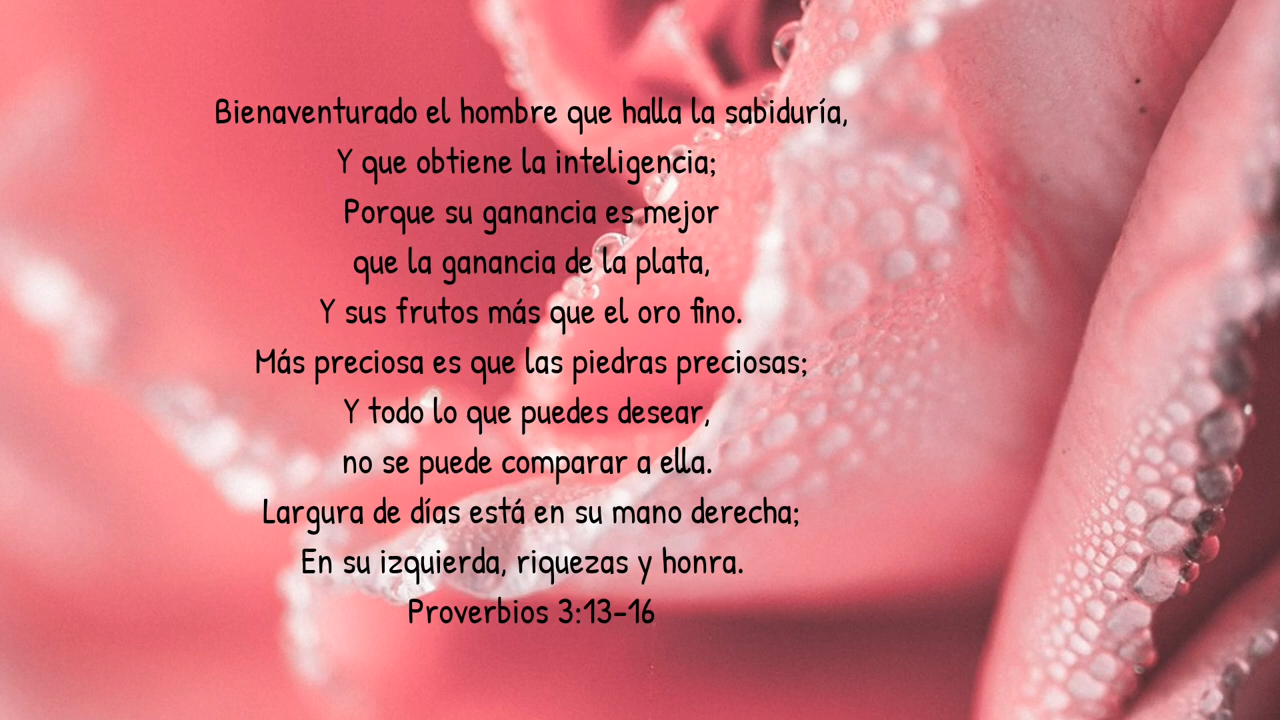 Bienaventurado el hombre que halla la sabiduría,
Y que obtiene la inteligencia;
Porque su ganancia es mejor
que la ganancia de la plata,
Y sus frutos más que el oro fino.
Más preciosa es que las piedras preciosas;
Y todo lo que puedes desear,
no se puede comparar a ella.
Largura de días está en su mano derecha;
En su izquierda, riquezas y honra.
Proverbios 3:13-16